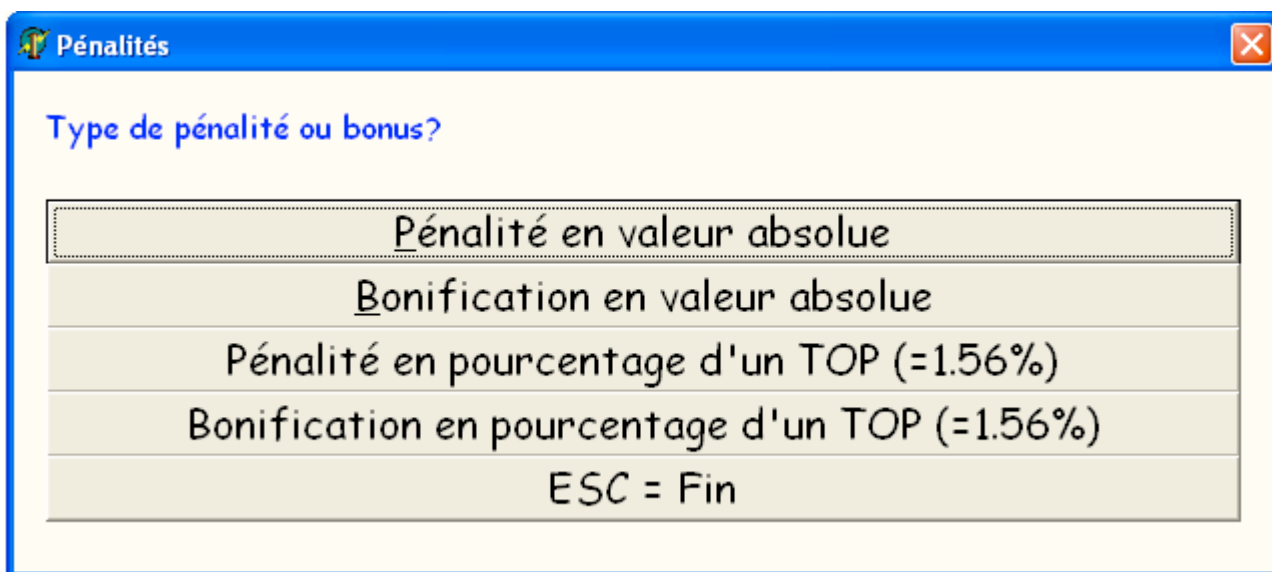 Pénalités
Type de pénalité ou bonus?
Pénalité en valeur absolue
Bonification en valeur absolue
Pénalité en pourcentage d'un TOP (=1.56%)
Bonification en pourcentage d'un TOP (=1.56%)
ESC = Fin